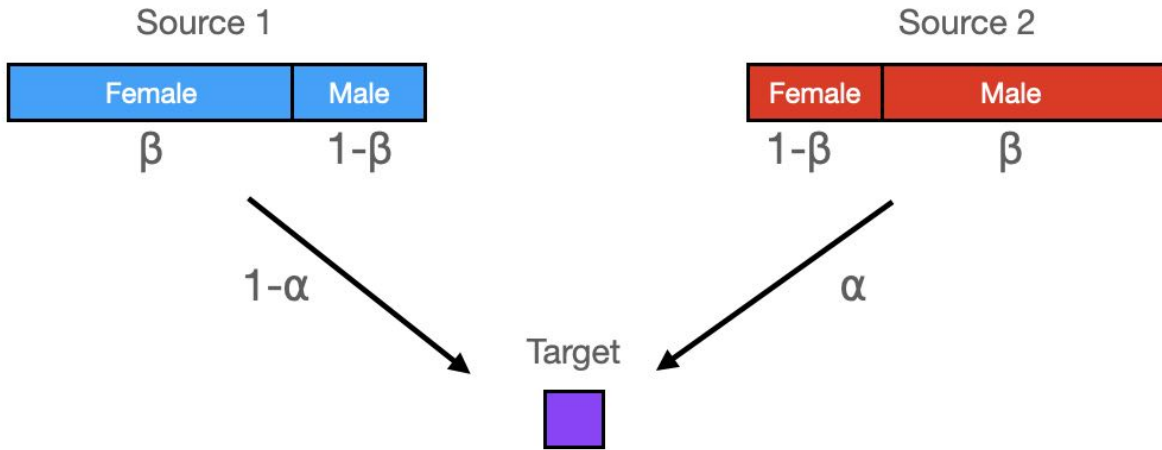 Source 1
Source 2
Female
Male
Female
Male
β
1-β
1-β
β
1-α
α
Target